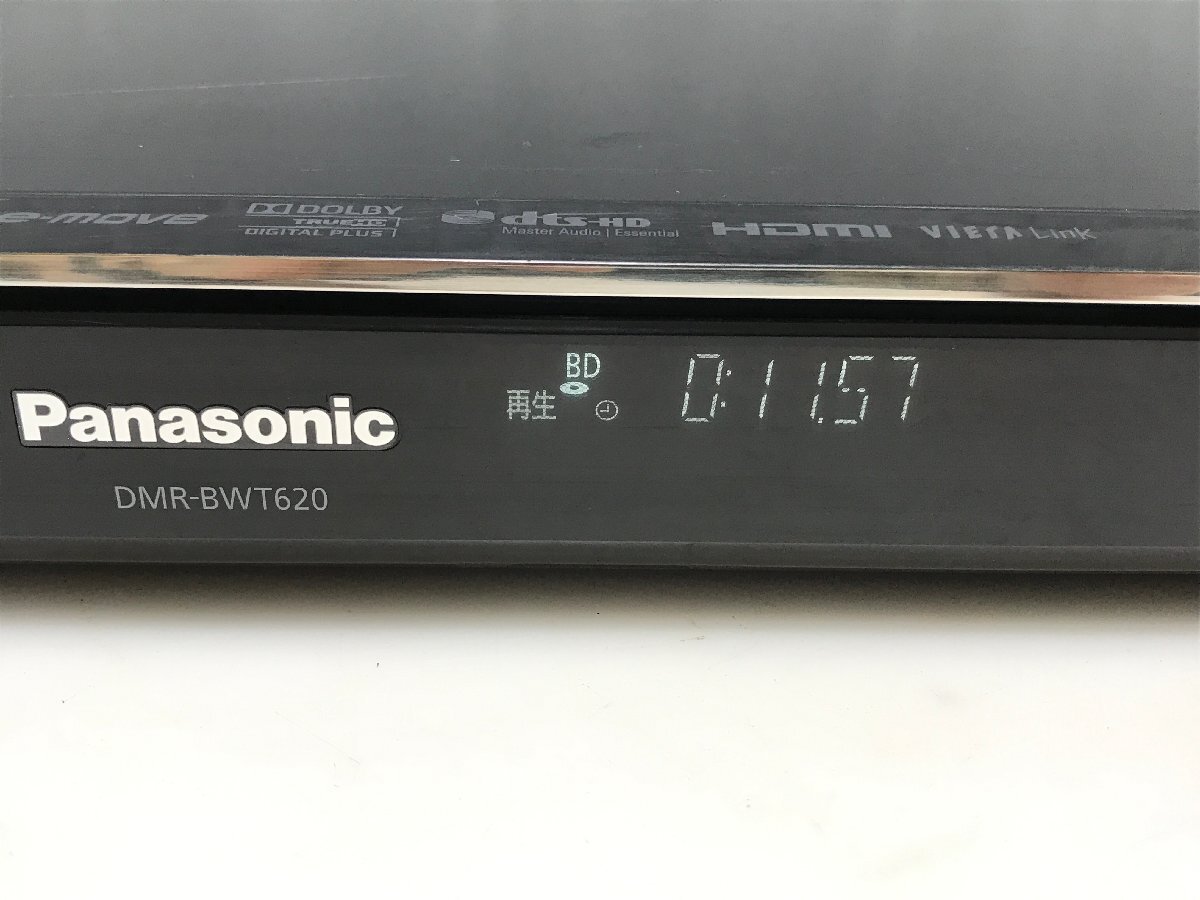 e-move
DOLBY
TRUEHD
DIGITAL PLUS
dts-HD
Master Audio | Essential
HDMI
VIERA Link
BD
再生
0:11.57
Panasonic
DMR-BWT620